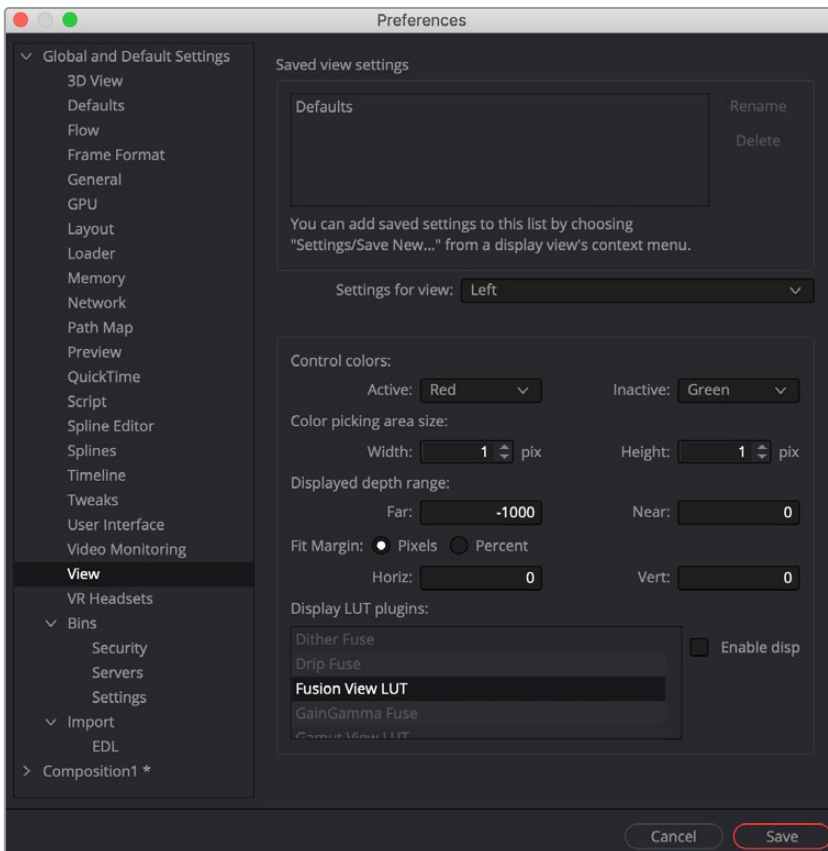 Preferences
Global and Default Settings
3D View
Defaults
Flow
Frame Format
General
GPU
Layout
Loader
Memory
Network
Path Map
Preview
QuickTime
Script
Spline Editor
Splines
Timeline
Tweaks
User Interface
Video Monitoring
View
VR Headsets
Bins
Security
Servers
Settings
Import
EDL
Composition1 *
Saved view settings
Defaults
Rename
Delete
You can add saved settings to this list by choosing
"Settings/Save New..." from a display view's context menu.
Settings for view: Left
Control colors:
Active: Red Inactive: Green
Color picking area size:
Width: 1 pix Height: 1 pix
Displayed depth range:
Far: -1000 Near: 0
Fit Margin: Pixels Percent
Horiz: 0 Vert: 0
Display LUT plugins:
Dither Fuse
Drip Fuse
Fusion View LUT
GainGamma Fuse
Gamut View LUT
Enable disp
Cancel Save